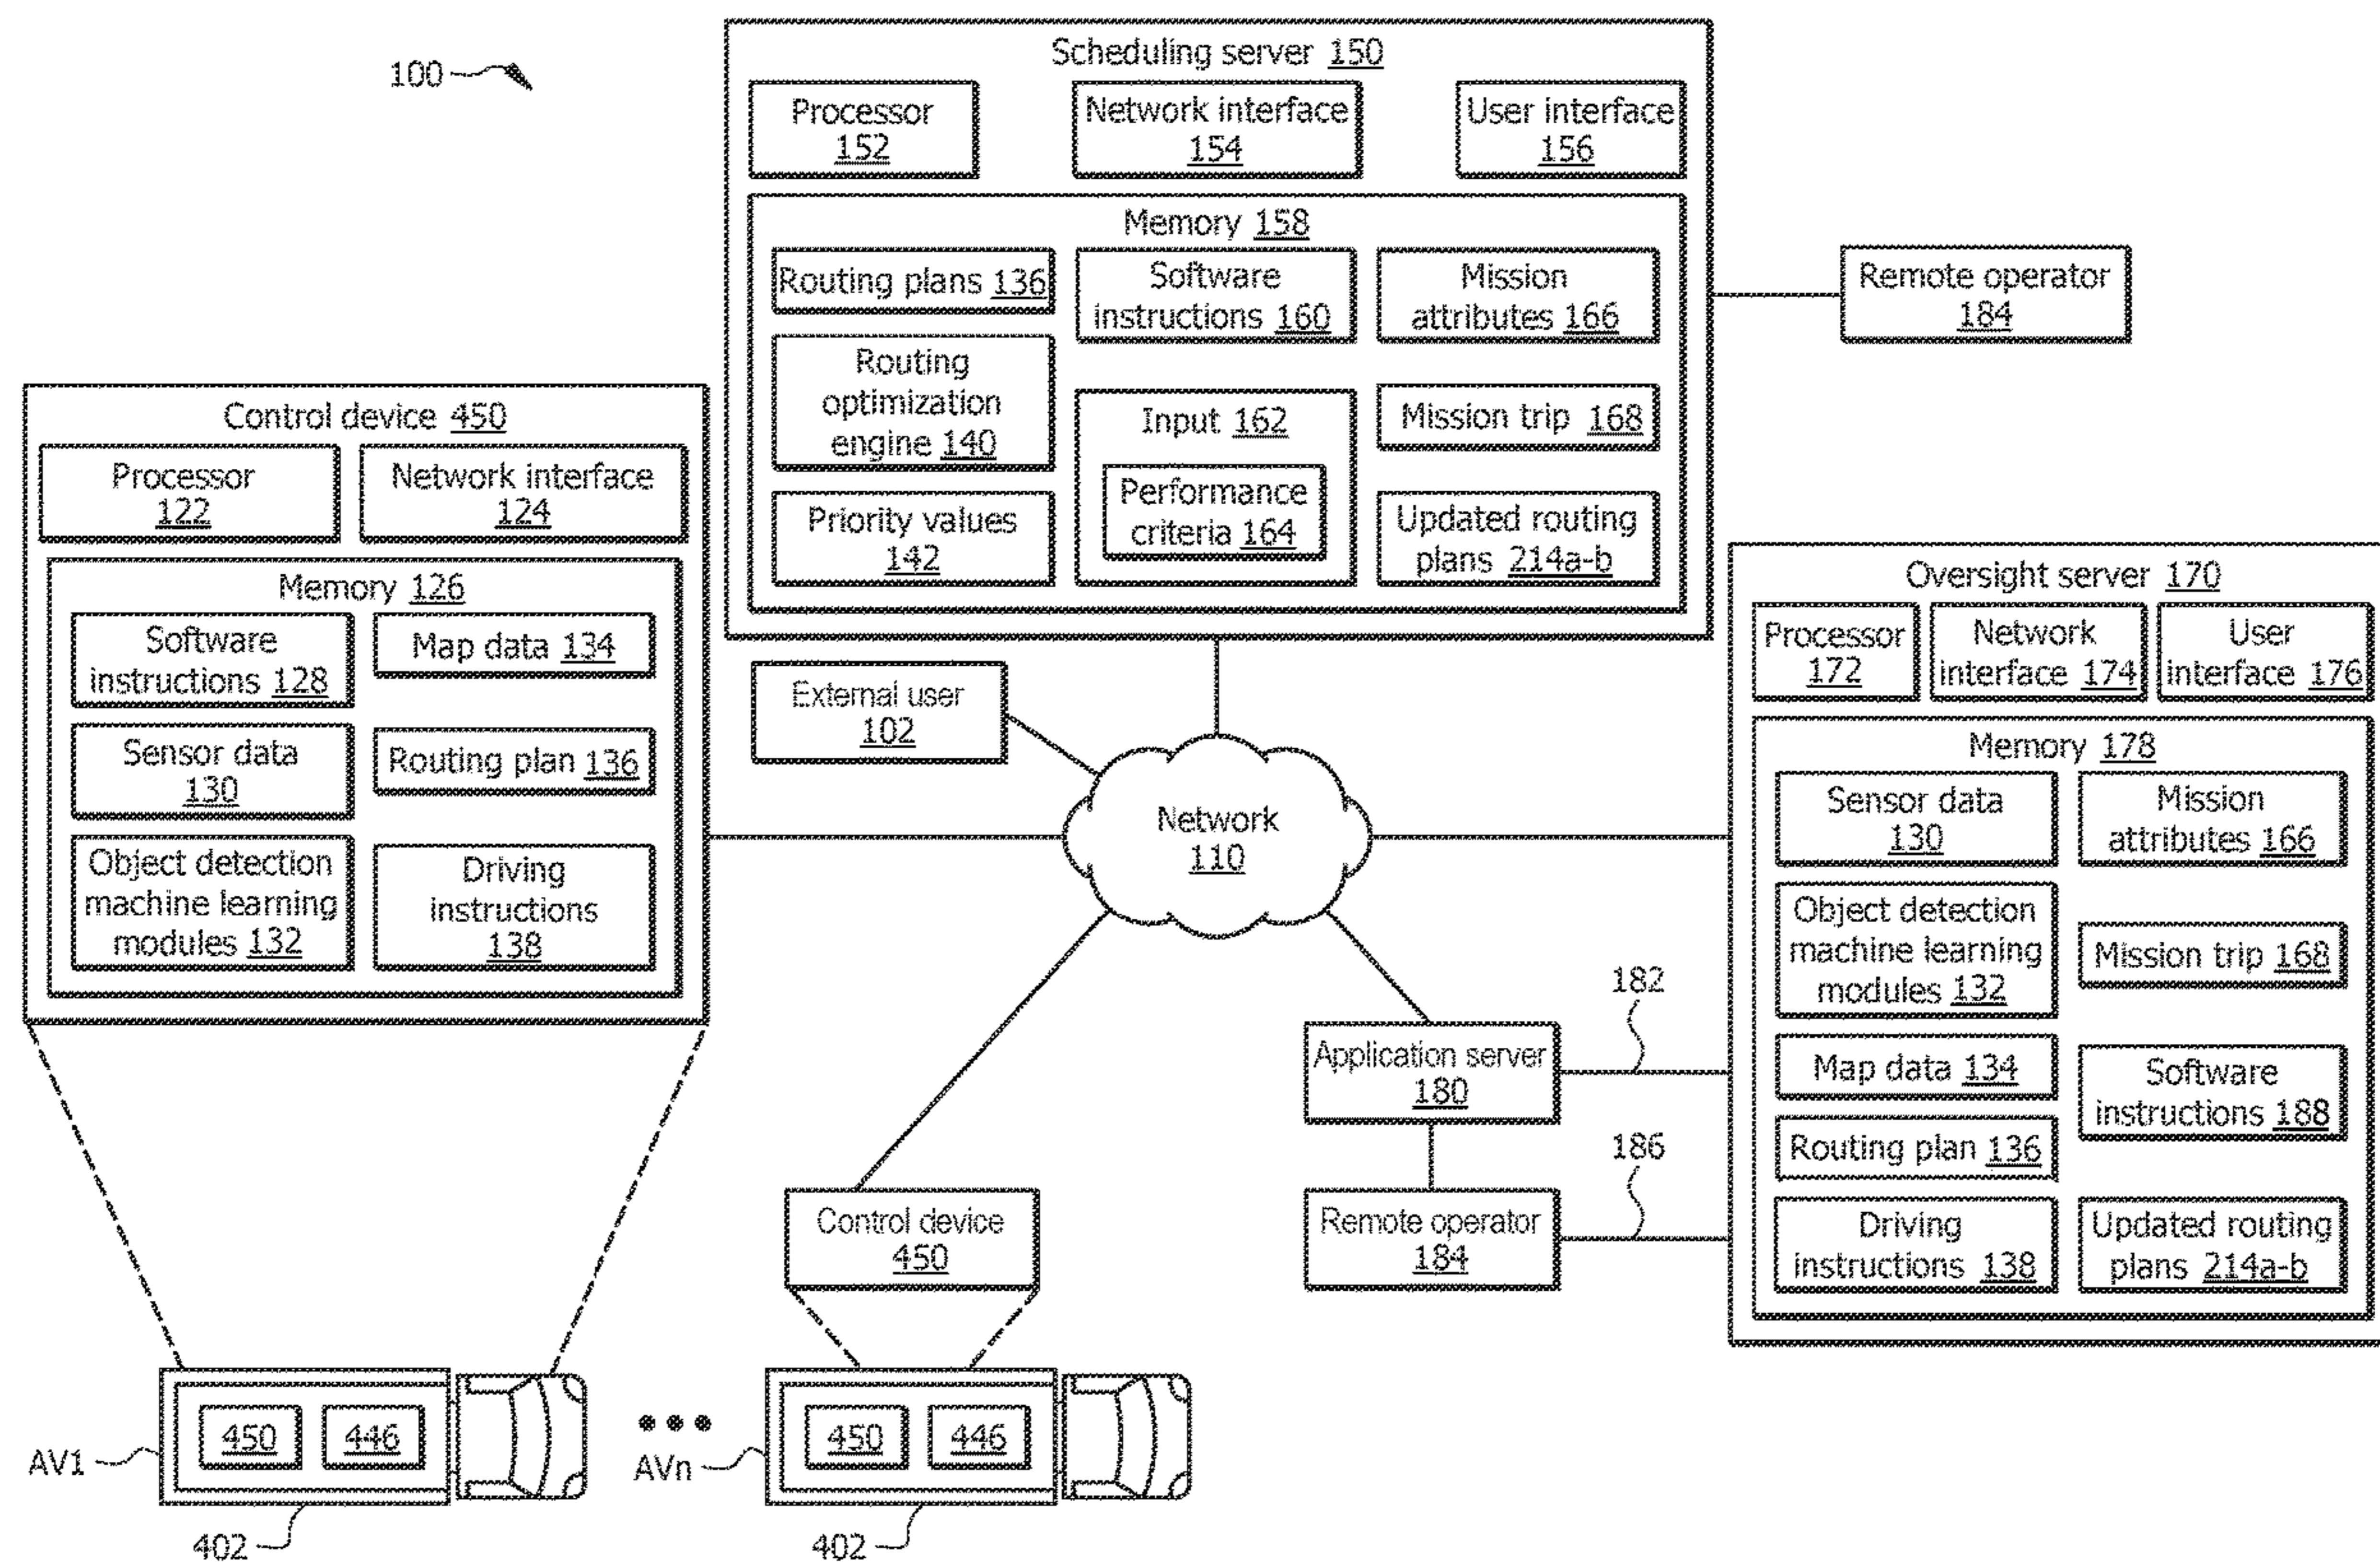 100
Scheduling server 150
Processor
152
Network interface
154
User interface
156
Memory 158
Routing plans 136
Routing
optimization
engine 140
Priority values
142
Software
instructions 160
Input 162
Performance
criteria 164
Mission
attributes 166
Mission trip 168
Updated routing
plans 214a-b
Remote operator
184
Control device 450
Processor
122
Network interface
124
Memory 126
Software
instructions 128
Sensor data
130
Object detection
machine learning
modules 132
Map data 134
Routing plan 136
Driving
instructions
138
External user
102
Network
110
Oversight server 170
Processor
172
Network
interface 174
User
interface 176
Memory 178
Sensor data
130
Object detection
machine learning
modules 132
Map data 134
Routing plan 136
Driving
instructions 138
Mission
attributes 166
Mission trip 168
Software
instructions 188
Updated routing
plans 214a-b
Application server
180
182
Remote operator
184
186
Control device
450
450
446
AV1
402
450
446
AVn
402